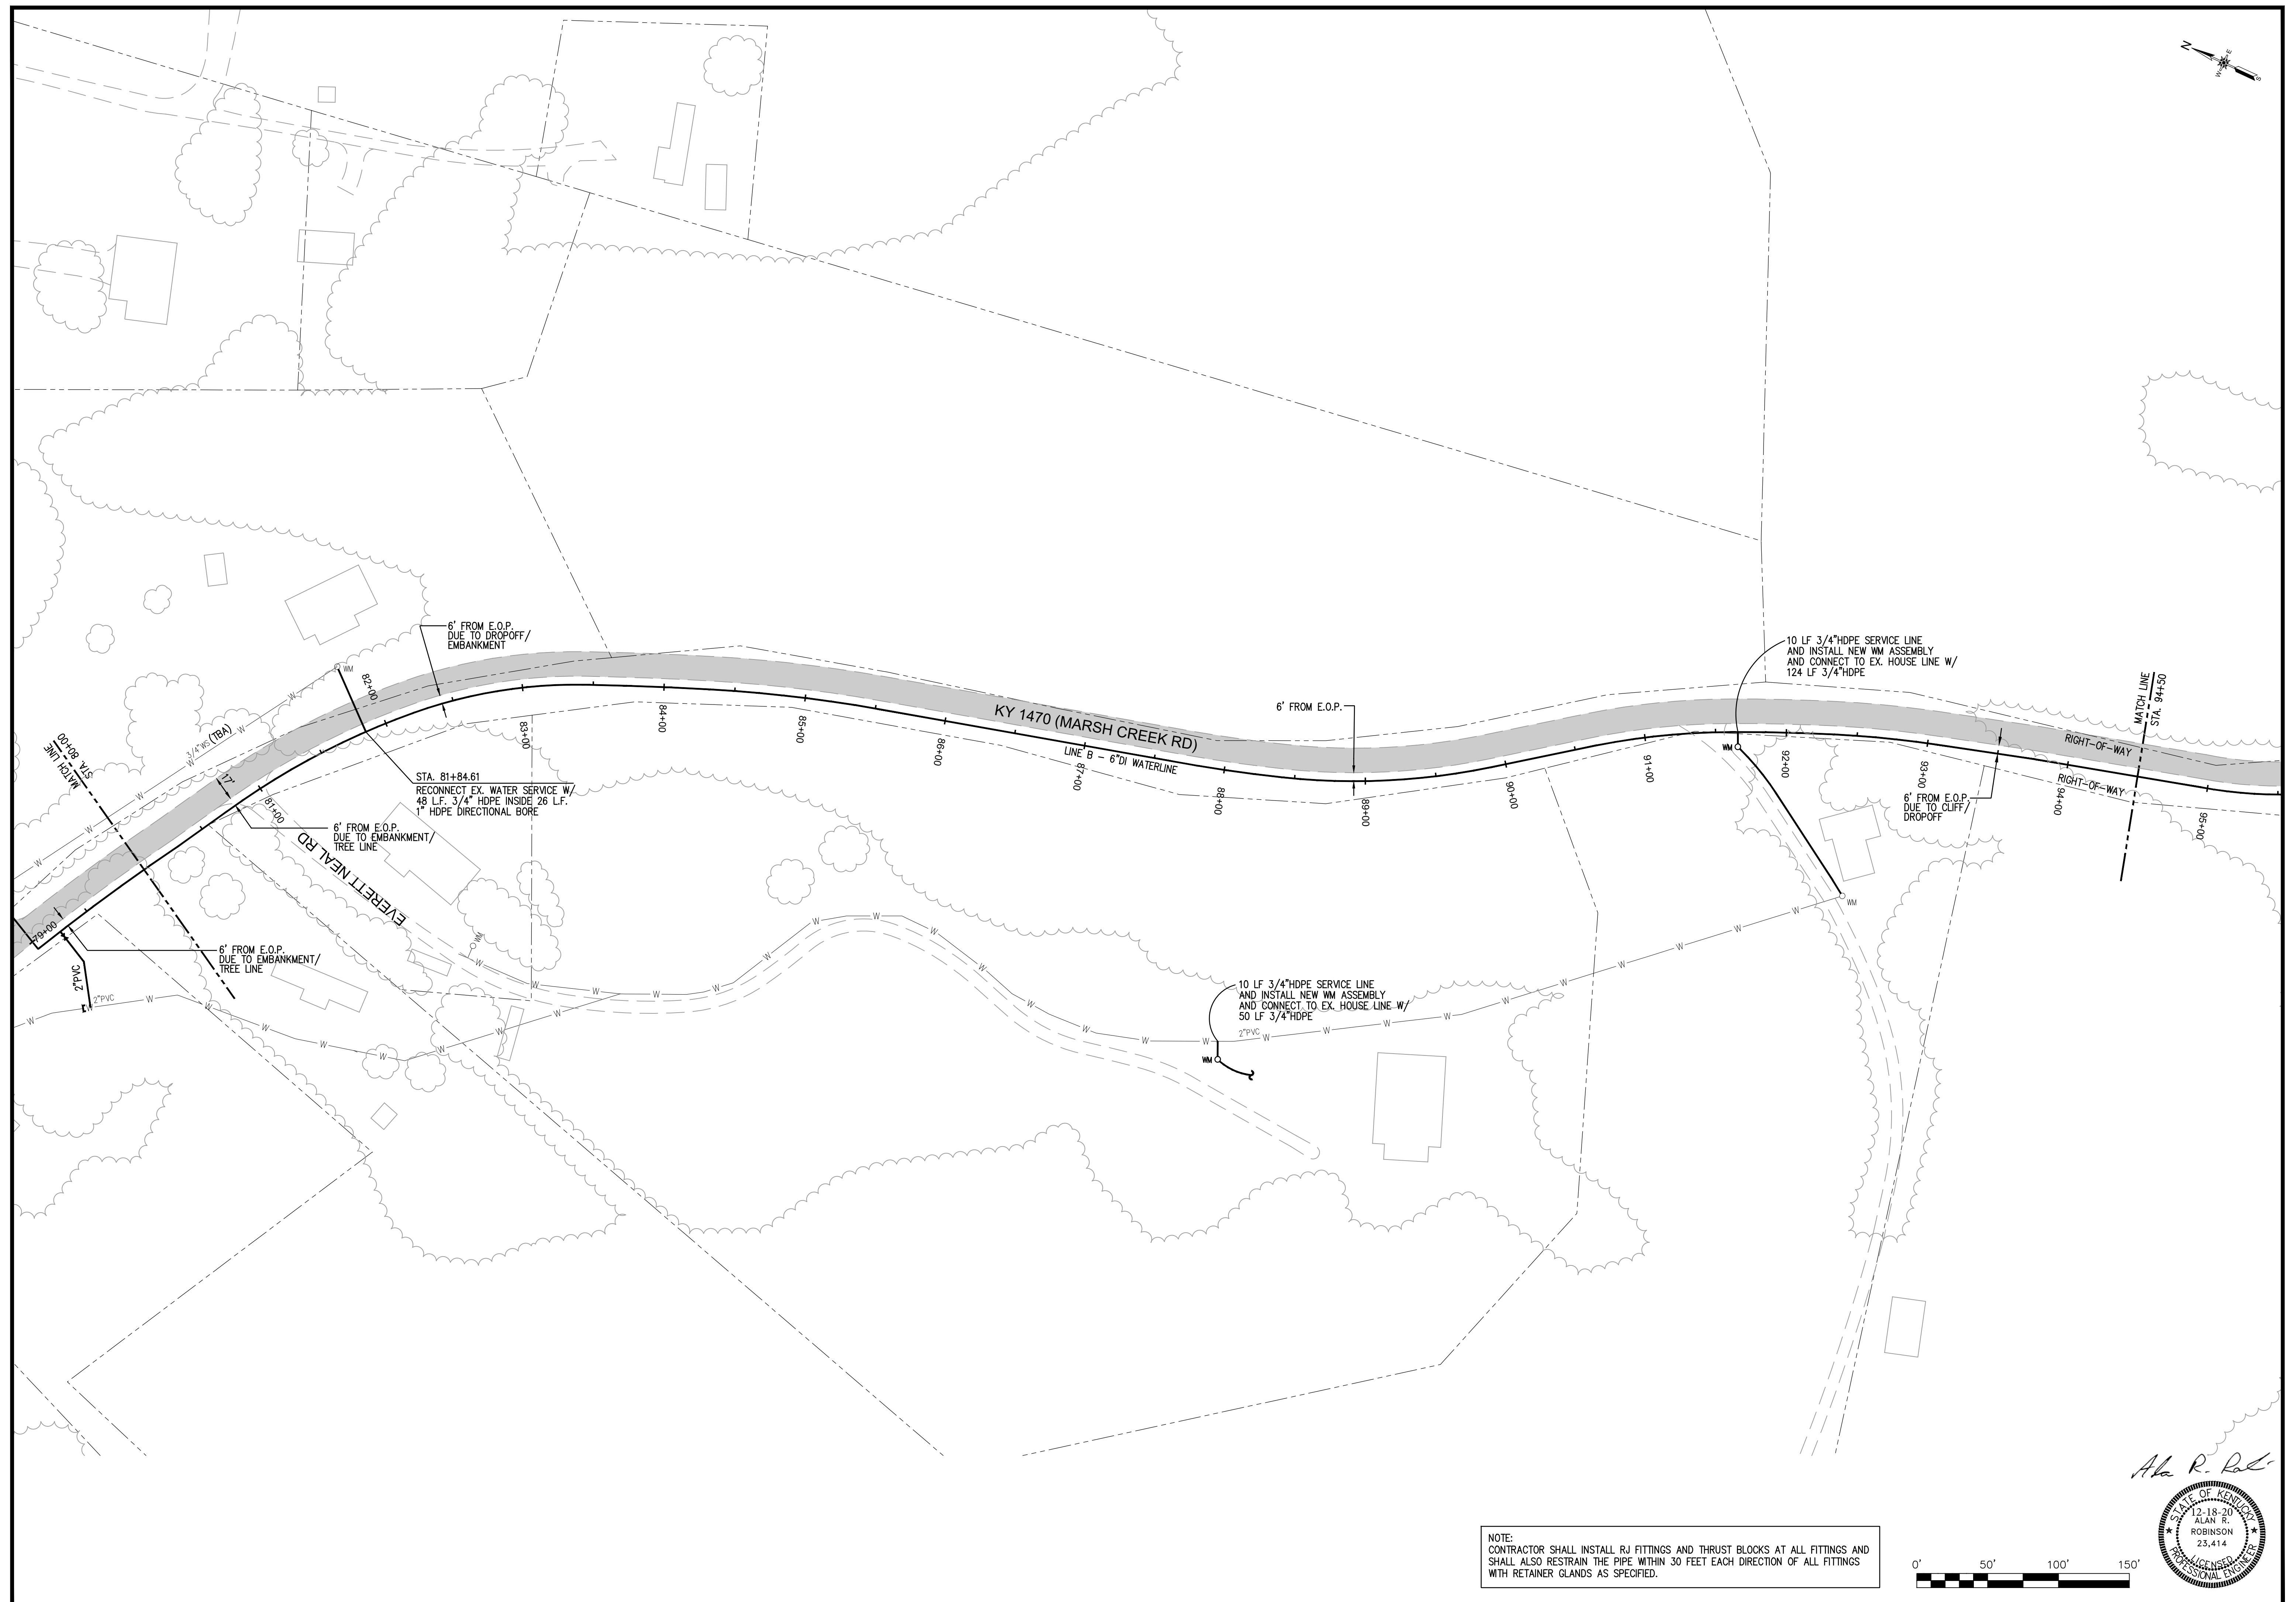 N
E
W
S
6' FROM E.O.P.
DUE TO DROPOFF/
EMBANKMENT
10 LF 3/4"HDPE SERVICE LINE
AND INSTALL NEW WM ASSEMBLY
AND CONNECT TO EX. HOUSE LINE W/
124 LF 3/4"HDPE
WM
W
82+00
MATCH LINE
STA. 94+50
84+00
6' FROM E.O.P.
KY 1470 (MARSH CREEK RD)
83+00
85+00
3/4"WS(TBA)
W
W
MATCH LINE
STA. 80+00
LINE B - 6"DI WATERLINE
86+00
87+00
88+00
89+00
90+00
91+00
92+00
93+00
94+00
95+00
WM
RIGHT-OF-WAY
RIGHT-OF-WAY
17'
81+00
STA. 81+84.61
RECONNECT EX. WATER SERVICE W/
48 L.F. 3/4" HDPE INSIDE 26 L.F.
1" HDPE DIRECTIONAL BORE
6' FROM E.O.P.
DUE TO CLIFF/
DROPOFF
6' FROM E.O.P.
DUE TO EMBANKMENT/
TREE LINE
EVERETT NEAL RD
W
W
WM
W
W
W
W
W
W
79+00
WM
6' FROM E.O.P.
DUE TO EMBANKMENT/
TREE LINE
2"PVC
W
W
W
W
W
W
W
W
W
W
10 LF 3/4"HDPE SERVICE LINE
AND INSTALL NEW WM ASSEMBLY
AND CONNECT TO EX. HOUSE LINE W/
50 LF 3/4"HDPE
2"PVC
W
W
W
W
W
W
W
W
W
W
W
W
2"PVC
W
W
W
W
WM
NOTE:
CONTRACTOR SHALL INSTALL RJ FITTINGS AND THRUST BLOCKS AT ALL FITTINGS AND
SHALL ALSO RESTRAIN THE PIPE WITHIN 30 FEET EACH DIRECTION OF ALL FITTINGS
WITH RETAINER GLANDS AS SPECIFIED.
0' 50' 100' 150'
STATE OF KENTUCKY
12-18-20
ALAN R.
ROBINSON
23,414
LICENSED
PROFESSIONAL ENGINEER